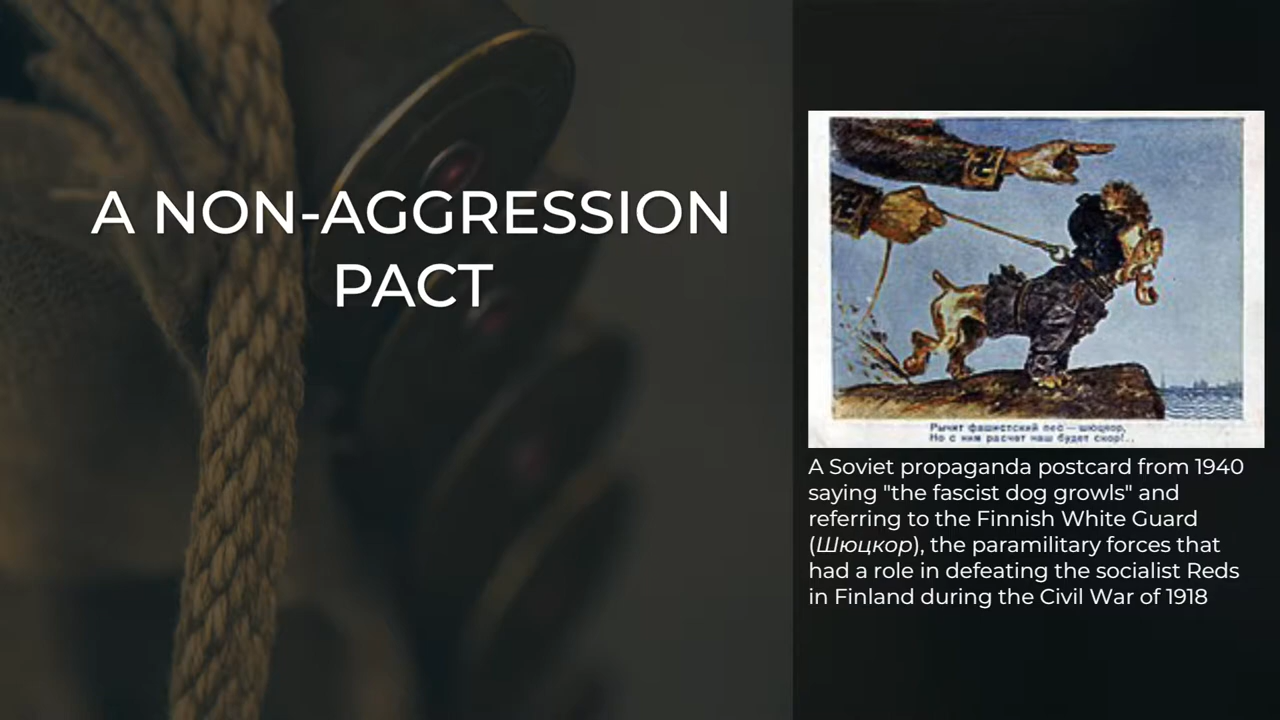 A NON-AGGRESSION
PACT
Рычит фашистский пес — шюцкор,
Но с ним расчет наш будет скор!..
A Soviet propaganda postcard from 1940
saying "the fascist dog growls" and
referring to the Finnish White Guard
(Шюцкор), the paramilitary forces that
had a role in defeating the socialist Reds
in Finland during the Civil War of 1918